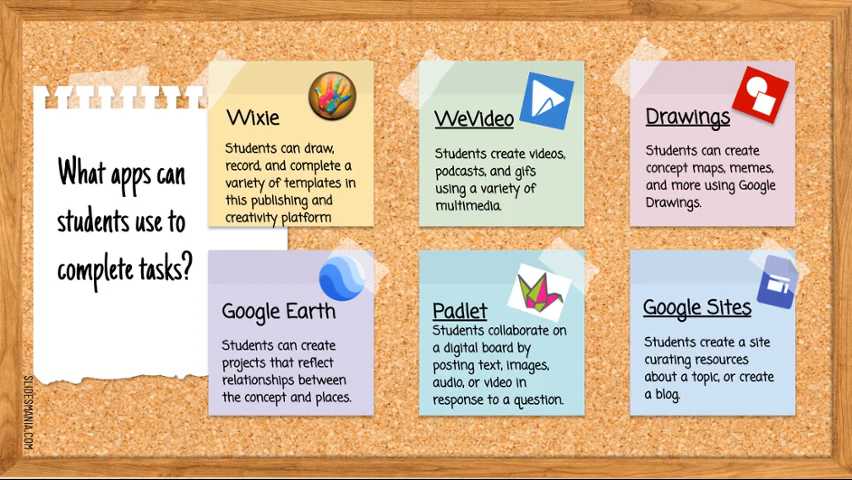 What apps can
students use to
complete tasks?
Wixie
Students can draw,
record, and complete a
variety of templates in
this publishing and
creativity platform
WeVideo
Students create videos,
podcasts, and gifs
using a variety of
multimedia.
Drawings
Students can create
concept maps, memes,
and more using Google
Drawings.
Google Earth
Students can create
projects that reflect
relationships between
the concept and places.
Padlet
Students collaborate on
a digital board by
posting text, images,
audio, or video in
response to a question.
Google Sites
Students create a site
curating resources
about a topic, or create
a blog.
SLIDESMANIA.COM